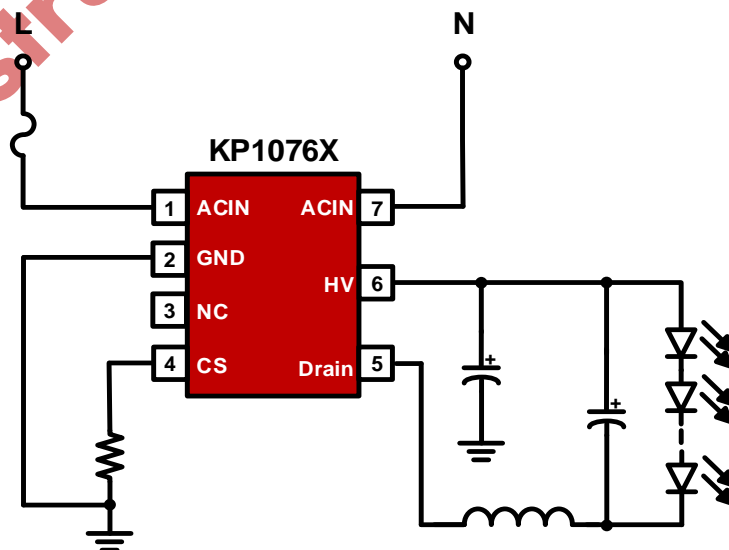 L
N
KP1076X
1 ACIN
ACIN 7
2 GND
HV 6
3 NC
4 CS
Drain 5
+
+